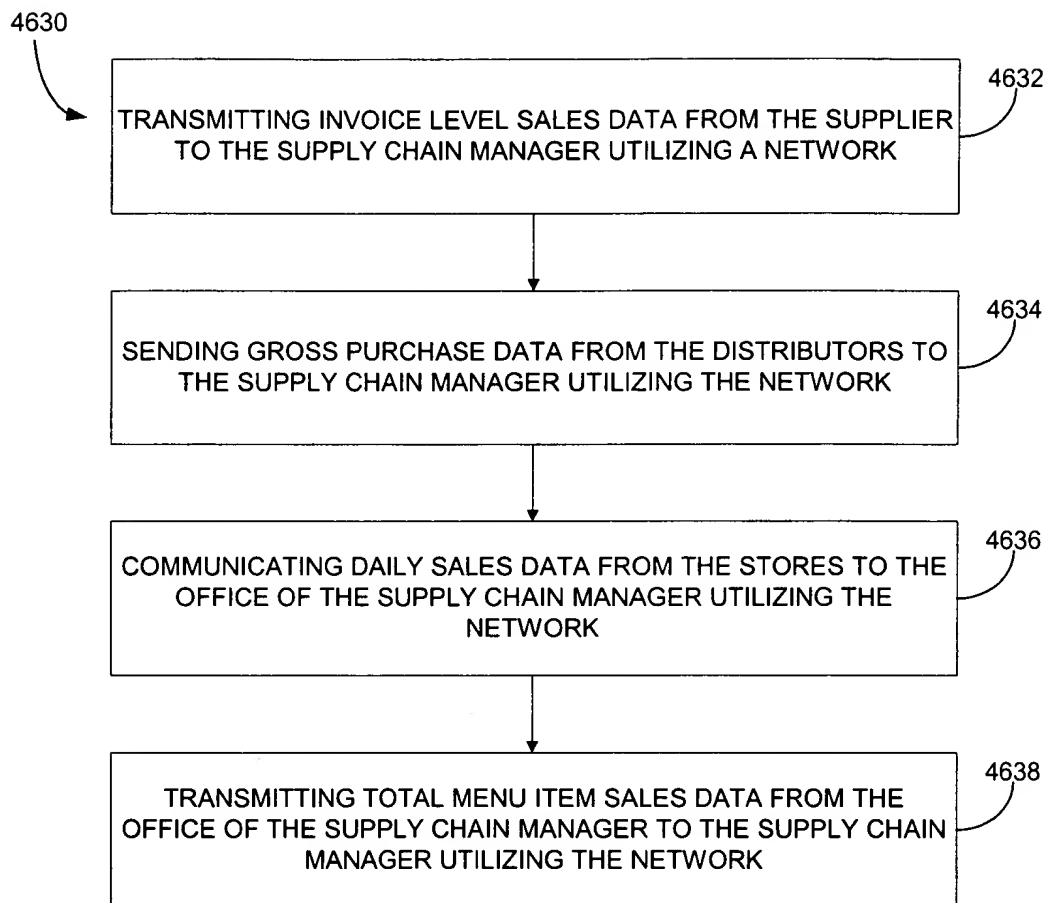 4630
4632
TRANSMITTING INVOICE LEVEL SALES DATA FROM THE SUPPLIER
TO THE SUPPLY CHAIN MANAGER UTILIZING A NETWORK
4634
SENDING GROSS PURCHASE DATA FROM THE DISTRIBUTORS TO
THE SUPPLY CHAIN MANAGER UTILIZING THE NETWORK
4636
COMMUNICATING DAILY SALES DATA FROM THE STORES TO THE
OFFICE OF THE SUPPLY CHAIN MANAGER UTILIZING THE
NETWORK
4638
TRANSMITTING TOTAL MENU ITEM SALES DATA FROM THE
OFFICE OF THE SUPPLY CHAIN MANAGER TO THE SUPPLY CHAIN
MANAGER UTILIZING THE NETWORK